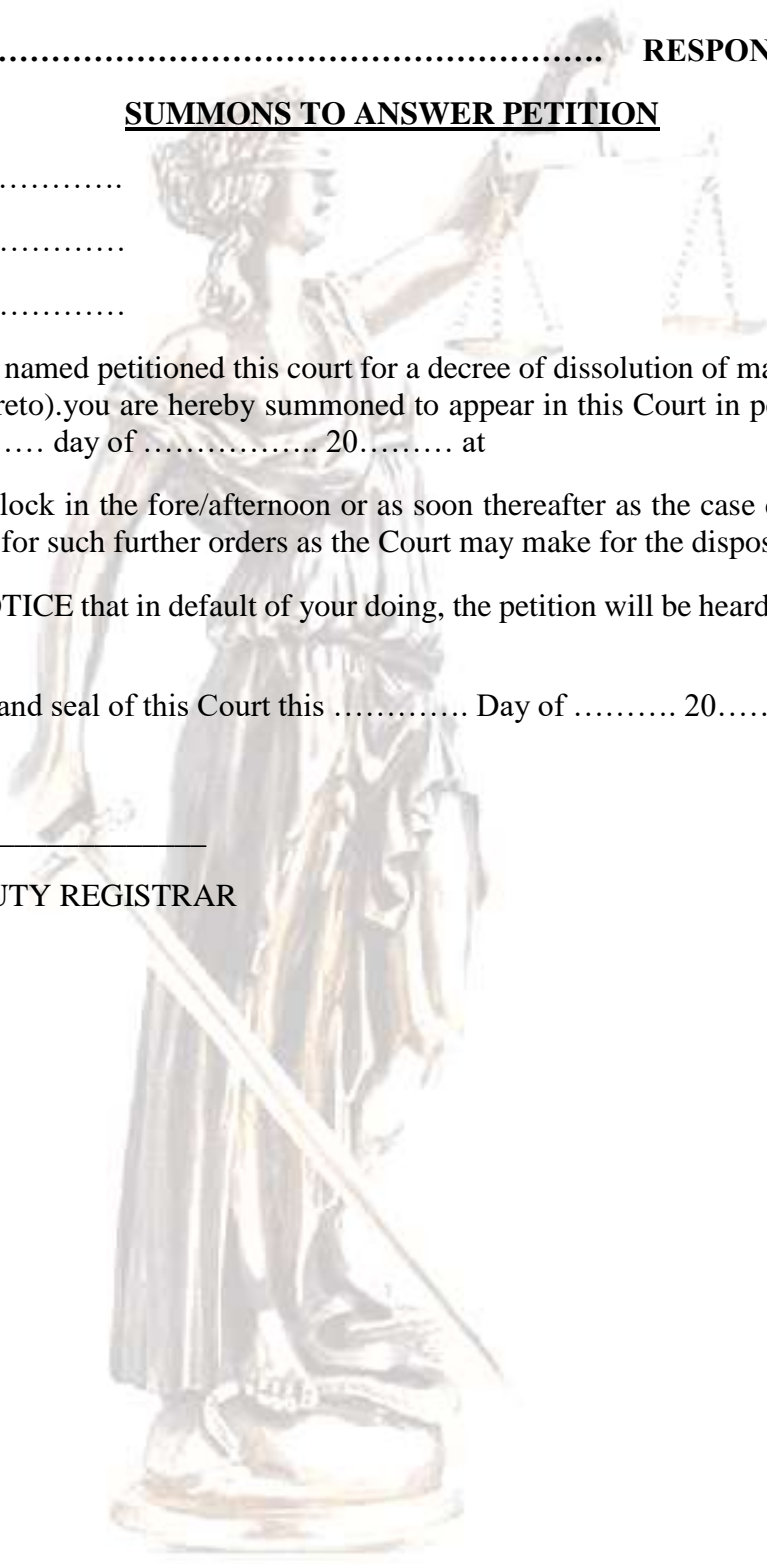 …………………………………………………. RESPON
SUMMONS TO ANSWER PETITION
………….
…………
…………
named petitioned this court for a decree of dissolution of ma
reto).you are hereby summoned to appear in this Court in pe
…. day of …………….. 20……… at
lock in the fore/afternoon or as soon thereafter as the case
for such further orders as the Court may make for the dispos
OTICE that in default of your doing, the petition will be heard
and seal of this Court this …………. Day of ………. 20……
_____________
UTY REGISTRAR